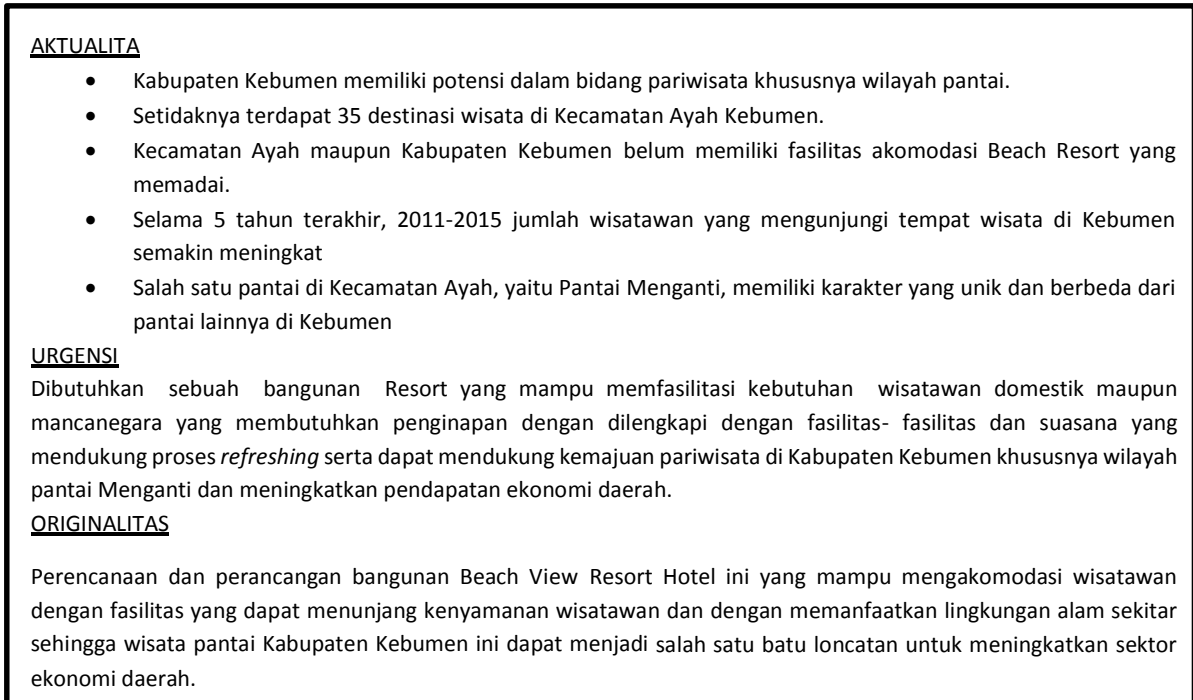 AKTUALITA
• Kabupaten Kebumen memiliki potensi dalam bidang pariwisata khususnya wilayah pantai.
• Setidaknya terdapat 35 destinasi wisata di Kecamatan Ayah Kebumen.
• Kecamatan Ayah maupun Kabupaten Kebumen belum memiliki fasilitas akomodasi Beach Resort yang
memadai.
• Selama 5 tahun terakhir, 2011-2015 jumlah wisatawan yang mengunjungi tempat wisata di Kebumen
semakin meningkat
• Salah satu pantai di Kecamatan Ayah, yaitu Pantai Menganti, memiliki karakter yang unik dan berbeda dari
pantai lainnya di Kebumen
URGENSI
Dibutuhkan sebuah bangunan Resort yang mampu memfasilitasi kebutuhan wisatawan domestik maupun
mancanegara yang membutuhkan penginapan dengan dilengkapi dengan fasilitas- fasilitas dan suasana yang
mendukung proses refreshing serta dapat mendukung kemajuan pariwisata di Kabupaten Kebumen khususnya wilayah
pantai Menganti dan meningkatkan pendapatan ekonomi daerah.
ORIGINALITAS
Perencanaan dan perancangan bangunan Beach View Resort Hotel ini yang mampu mengakomodasi wisatawan
dengan fasilitas yang dapat menunjang kenyamanan wisatawan dan dengan memanfaatkan lingkungan alam sekitar
sehingga wisata pantai Kabupaten Kebumen ini dapat menjadi salah satu batu loncatan untuk meningkatkan sektor
ekonomi daerah.